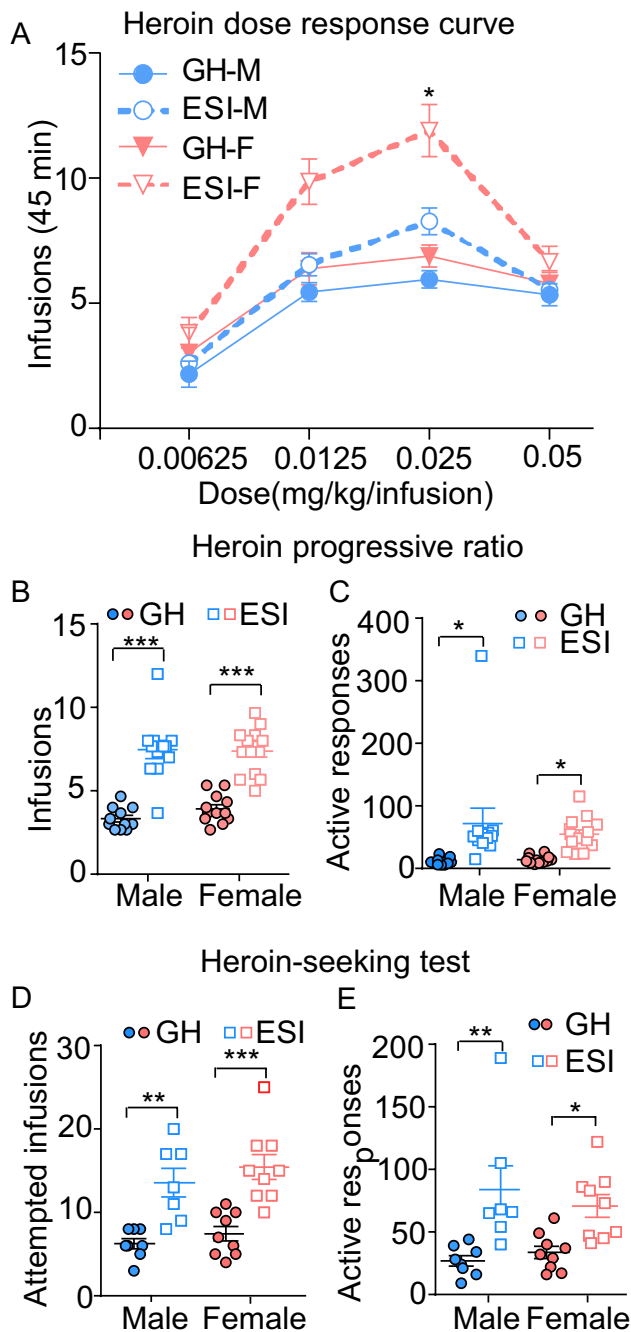 A
Heroin dose response curve
15
10
5
0
Infusions (45 min)
GH-M
ESI-M
GH-F
ESI-F
*
0.00625 0.0125 0.025 0.05
Dose(mg/kg/infusion)
Heroin progressive ratio
B
GH ESI
15
10
5
0
Infusions
*** ***
Male Female
C
GH
ESI
400
300
200
100
0
Active responses
* *
Male Female
Heroin-seeking test
D
GH ESI
30
20
10
0
Attempted infusions
** ***
Male Female
E
GH
ESI
200
150
100
50
0
Active responses
** *
Male Female